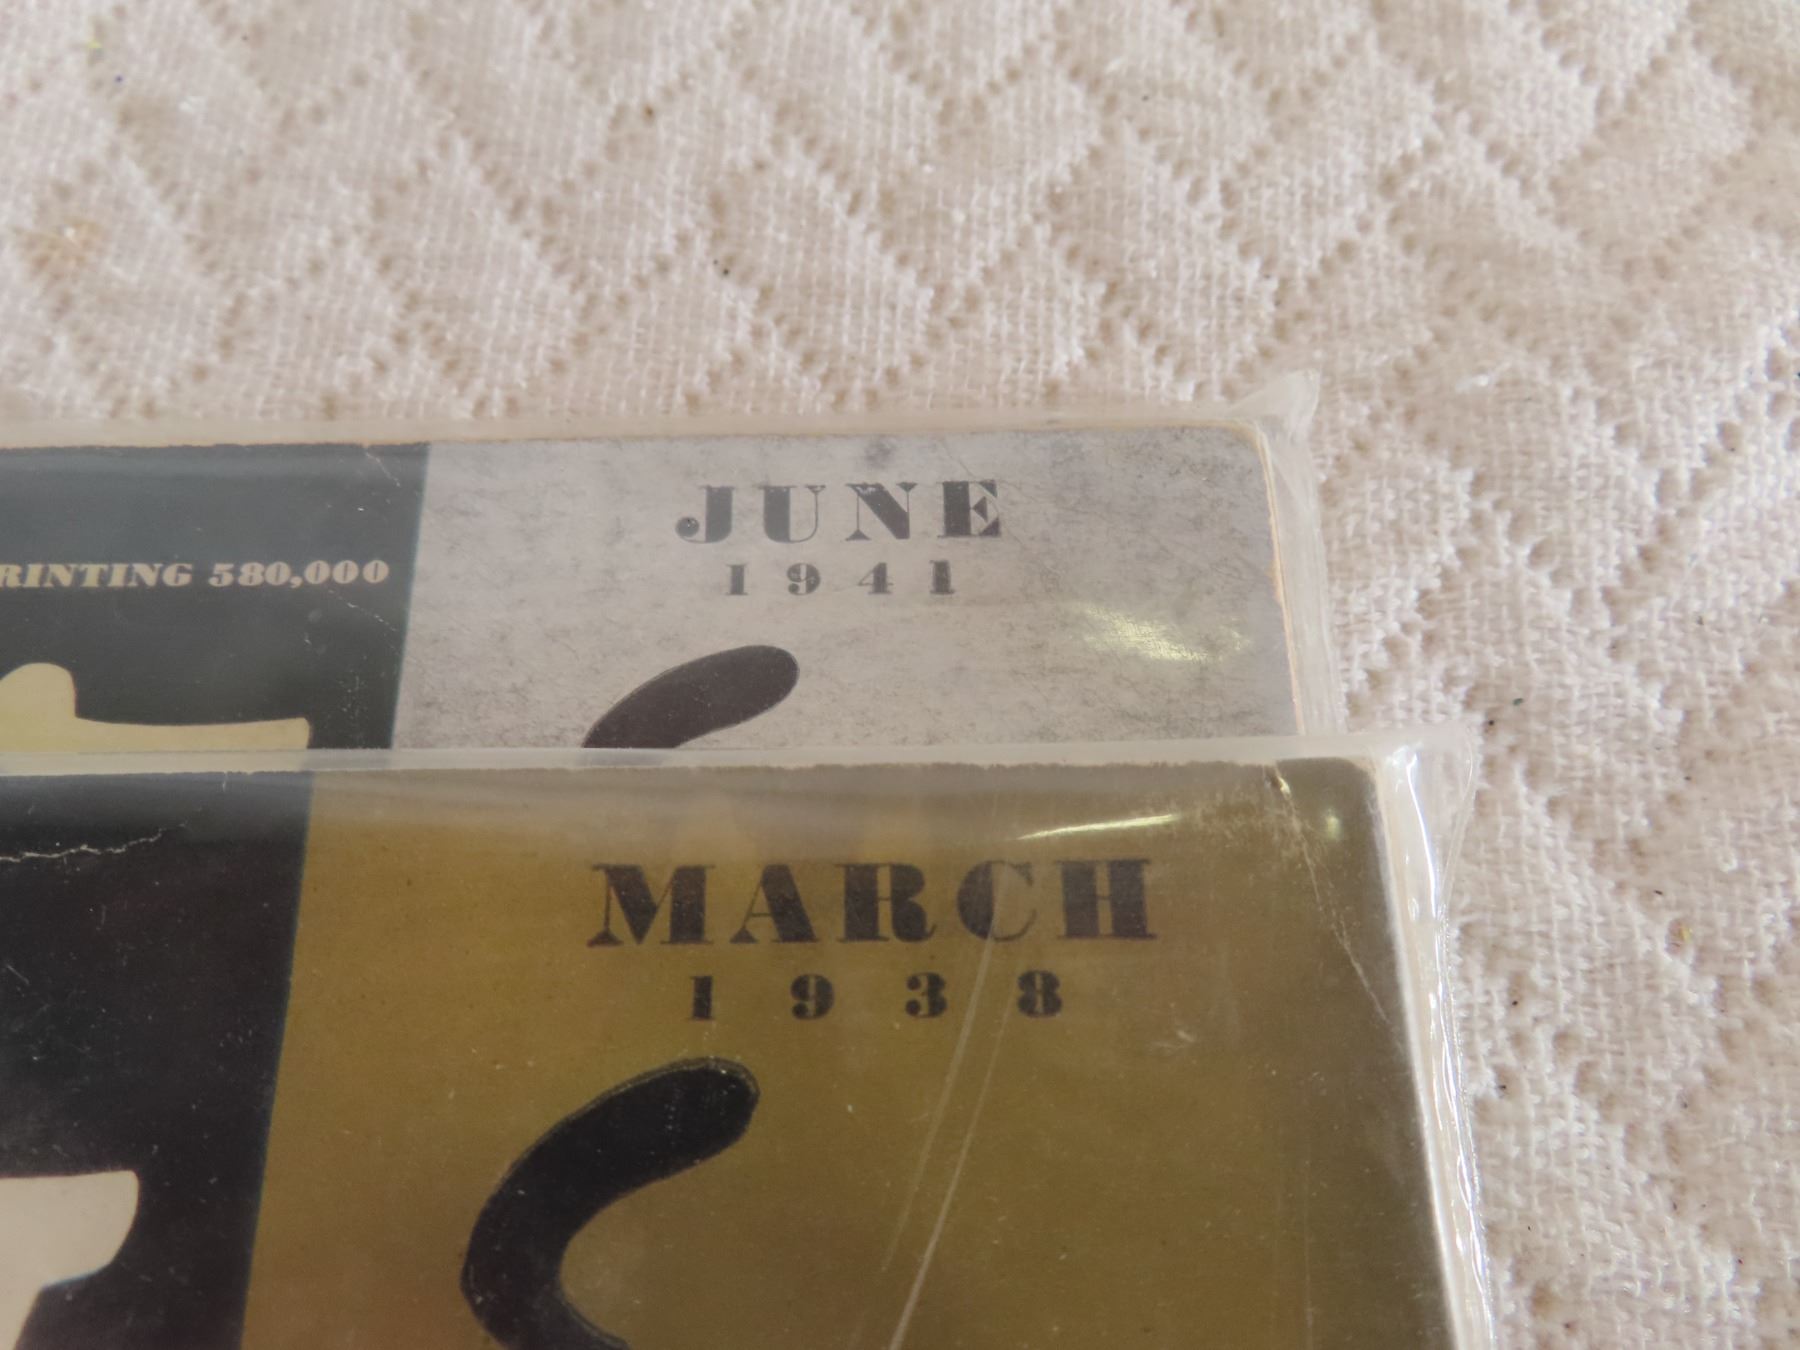 JUNE
1941
RINTING 580,000
MARCH
1938